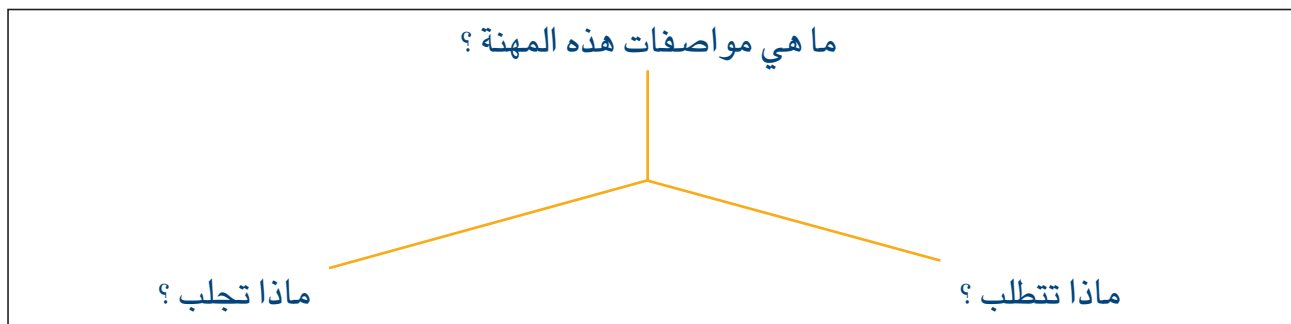 ما هي مواصفات هذه المهنة ؟
ماذا تتطلب ؟
ماذا تجلب ؟